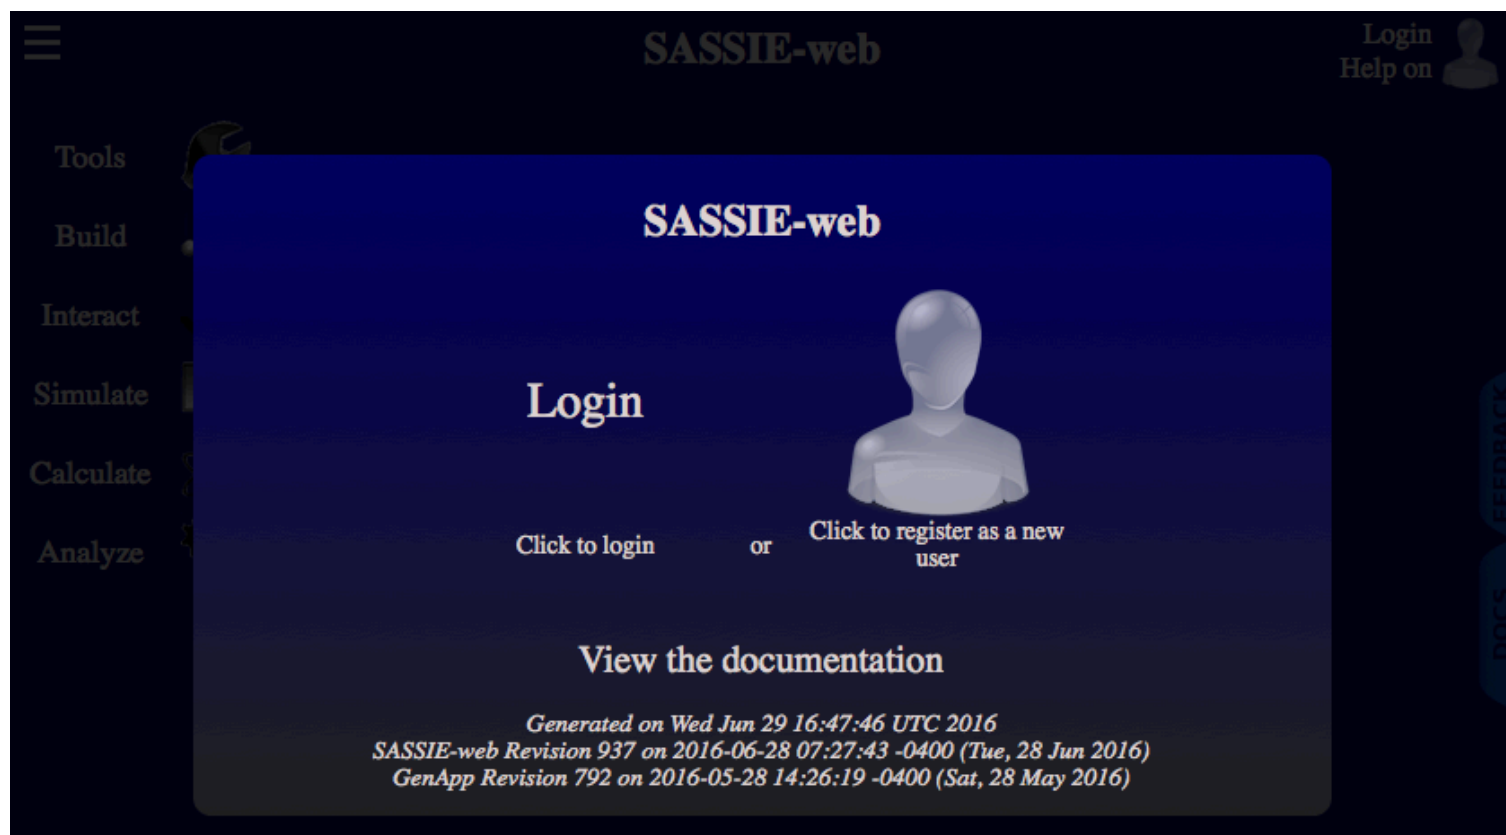 SASSIE-web
Login
Help on
Tools
Build
Interact
Simulate
Calculate
Analyze
SASSIE-web
Login
Click to login
or
Click to register as a new
user
View the documentation
Generated on Wed Jun 29 16:47:46 UTC 2016
SASSIE-web Revision 937 on 2016-06-28 07:27:43 -0400 (Tue, 28 Jun 2016)
GenApp Revision 792 on 2016-05-28 14:26:19 -0400 (Sat, 28 May 2016)
FEEDBACK
DOCS